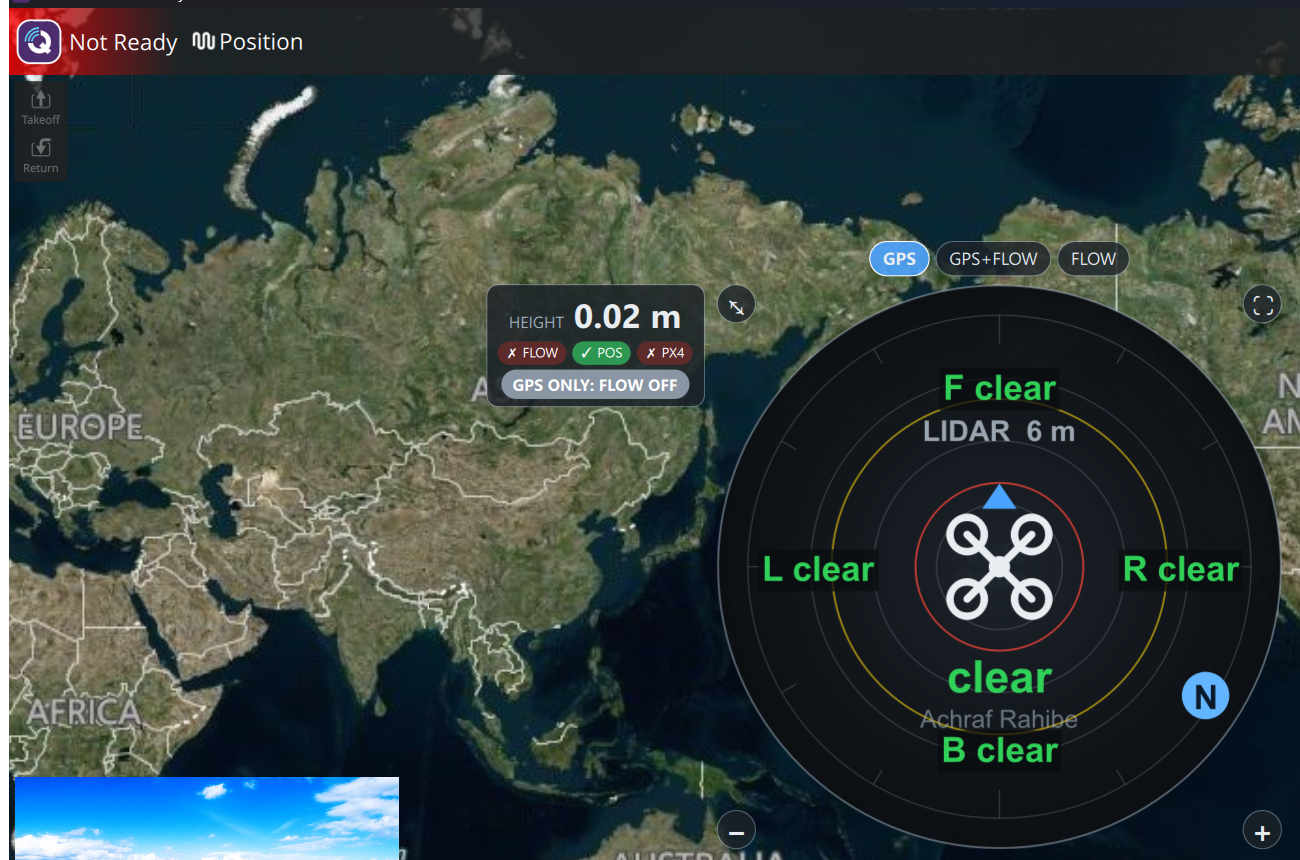 Not Ready
Position
Takeoff
Return
GPS
GPS+FLOW
FLOW
HEIGHT 0.02 m
✗ FLOW
✓ POS
✗ PX4
GPS ONLY: FLOW OFF
F clear
LIDAR 6 m
L clear
R clear
clear
Achraf Rahibe
B clear
N
EUROPE
AFRICA
AUSTRALIA
−
+